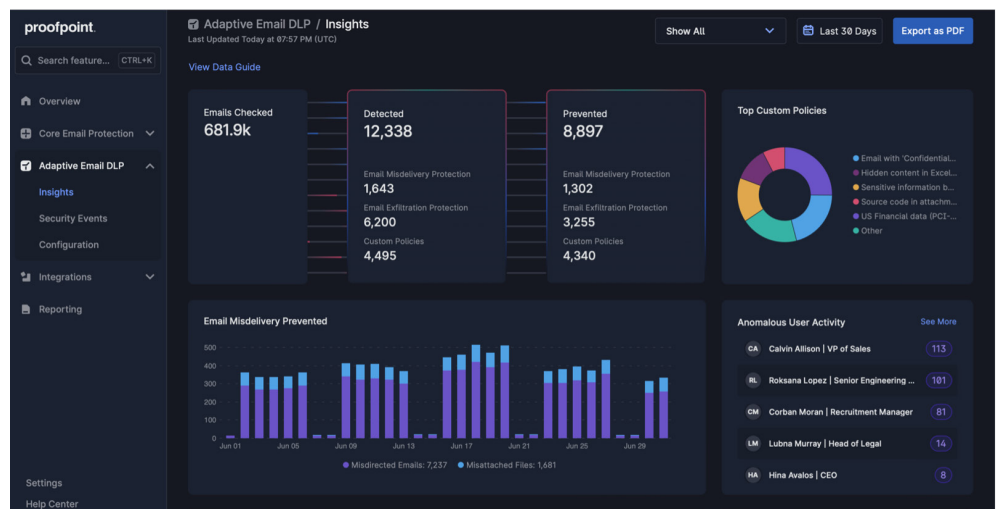 proofpoint.
Search feature... CTRL+K
Overview
Core Email Protection
Adaptive Email DLP
Insights
Security Events
Configuration
Integrations
Reporting
Settings
Help Center
Adaptive Email DLP / Insights
Last Updated Today at 07:57 PM (UTC)
Show All
Last 30 Days
Export as PDF
View Data Guide
Emails Checked
681.9k
Detected
12,338
Email Misdelivery Protection
1,643
Email Exfiltration Protection
6,200
Custom Policies
4,495
Prevented
8,897
Email Misdelivery Protection
1,302
Email Exfiltration Protection
3,255
Custom Policies
4,340
Top Custom Policies
Email with 'Confidential...
Hidden content in Excel...
Sensitive information b...
Source code in attachm...
US Financial data (PCI-...
Other
Email Misdelivery Prevented
500
400
300
200
100
0
Jun 01 Jun 05 Jun 09 Jun 13 Jun 17 Jun 21 Jun 25 Jun 29
Misdirected Emails: 7,237 Misattached Files: 1,681
Anomalous User Activity See More
CA Calvin Allison | VP of Sales 113
RL Roksana Lopez | Senior Engineering ... 101
CM Corban Moran | Recruitment Manager 81
LM Lubna Murray | Head of Legal 14
HA Hina Avalos | CEO 8